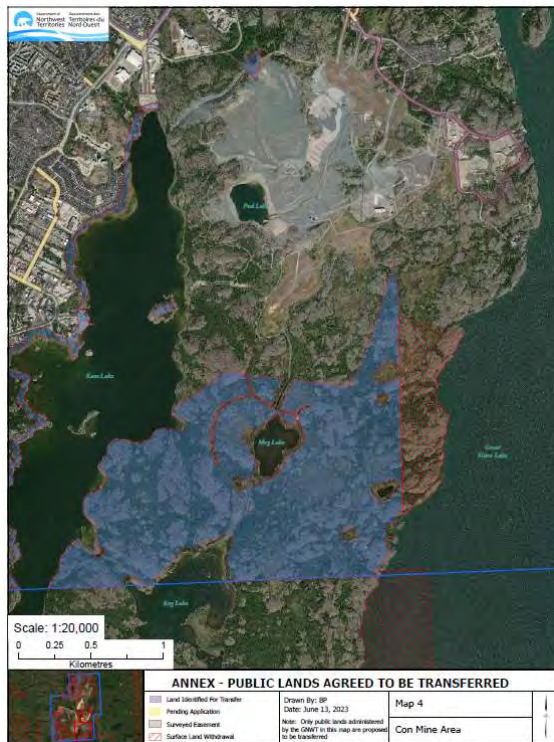 Government of Gouvernement des
Northwest Territories Territoires du Nord-Ouest
Pud Lake
Kam Lake
Meg Lake
Great Slave Lake
Keg Lake
Scale: 1:20,000
0 0.25 0.5 1
Kilometres
ANNEX - PUBLIC LANDS AGREED TO BE TRANSFERRED
Land Identified For Transfer
Pending Application
Surveyed Easement
Surface Land Withdrawal
Drawn By: BP
Date: June 13, 2023
Note: Only public lands administered
by the GNWT in this map are proposed
to be transferred
Map 4
Con Mine Area